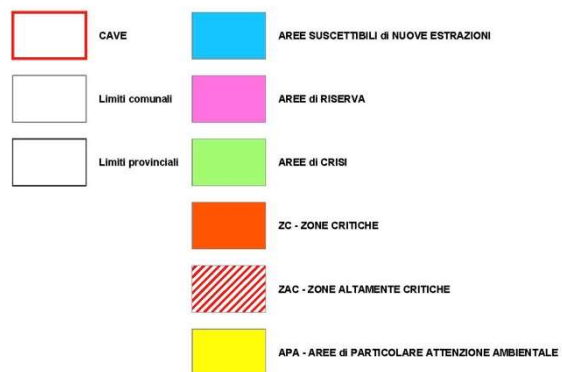 CAVE
AREE SUSCETTIBILI di NUOVE ESTRAZIONI
Limiti comunali
AREE di RISERVA
Limiti provinciali
AREE di CRISI
ZC - ZONE CRITICHE
ZAC - ZONE ALTAMENTE CRITICHE
APA - AREE di PARTICOLARE ATTENZIONE AMBIENTALE